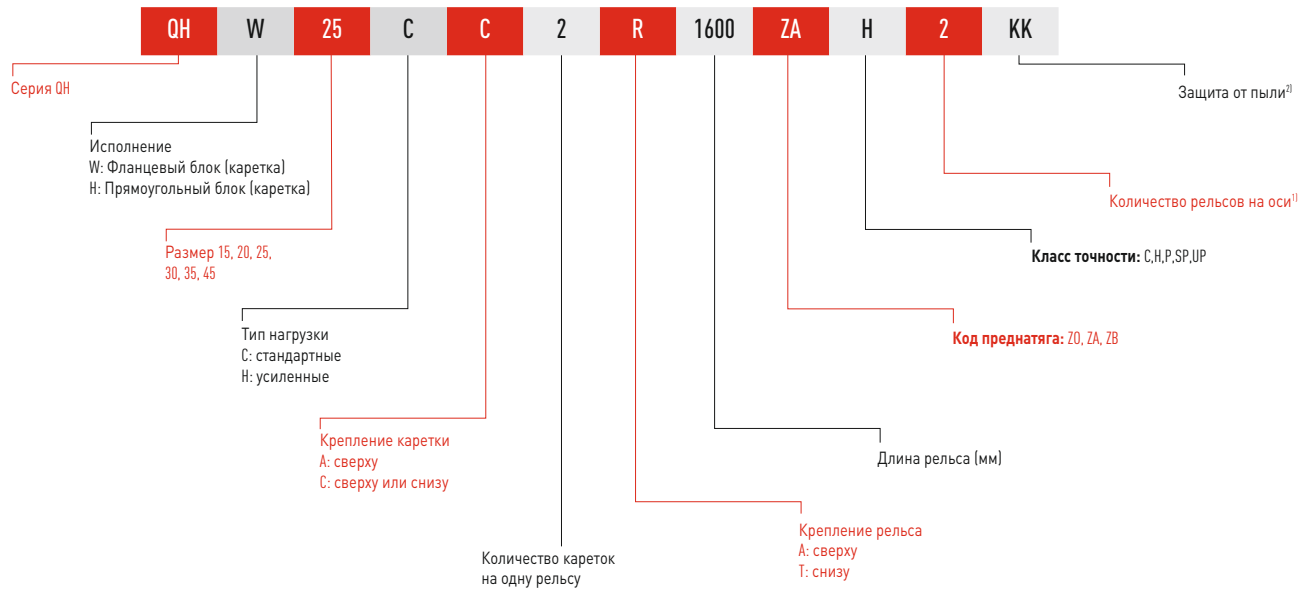 QH W 25 C C 2 R 1600 ZA H 2 KK
Серия QH
Защита от пыли²⁾
Исполнение
W: Фланцевый блок (каретка)
H: Прямоугольный блок (каретка)
Количество рельсов на оси¹⁾
Размер 15, 20, 25,
30, 35, 45
Класс точности: C,H,P,SP,UP
Тип нагрузки
C: стандартные
H: усиленные
Код преднатяга: Z0, ZA, ZB
Крепление каретки
A: сверху
C: сверху или снизу
Длина рельса (мм)
Количество кареток
на одну рельсу
Крепление рельса
A: сверху
T: снизу